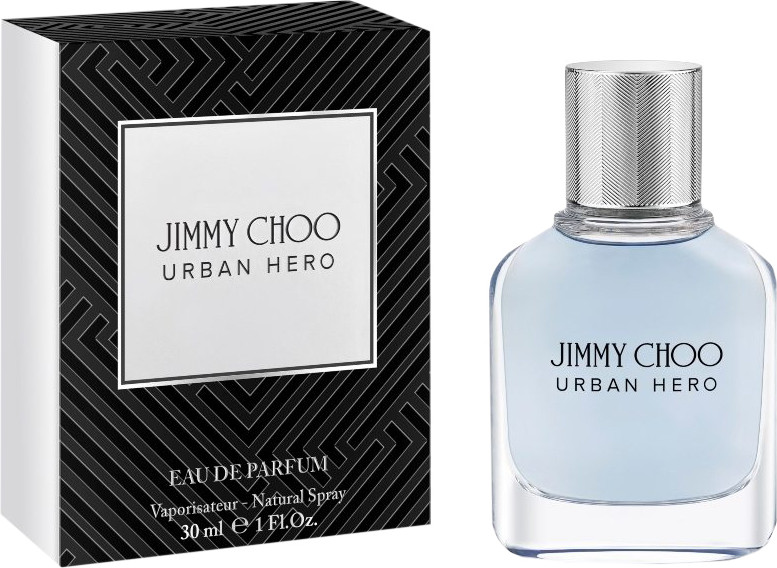 JIMMY CHOO
URBAN HERO
EAU DE PARFUM
Vaporisateur - Natural Spray
30 ml ℮ 1 Fl.Oz.
JIMMY CHOO
URBAN HERO